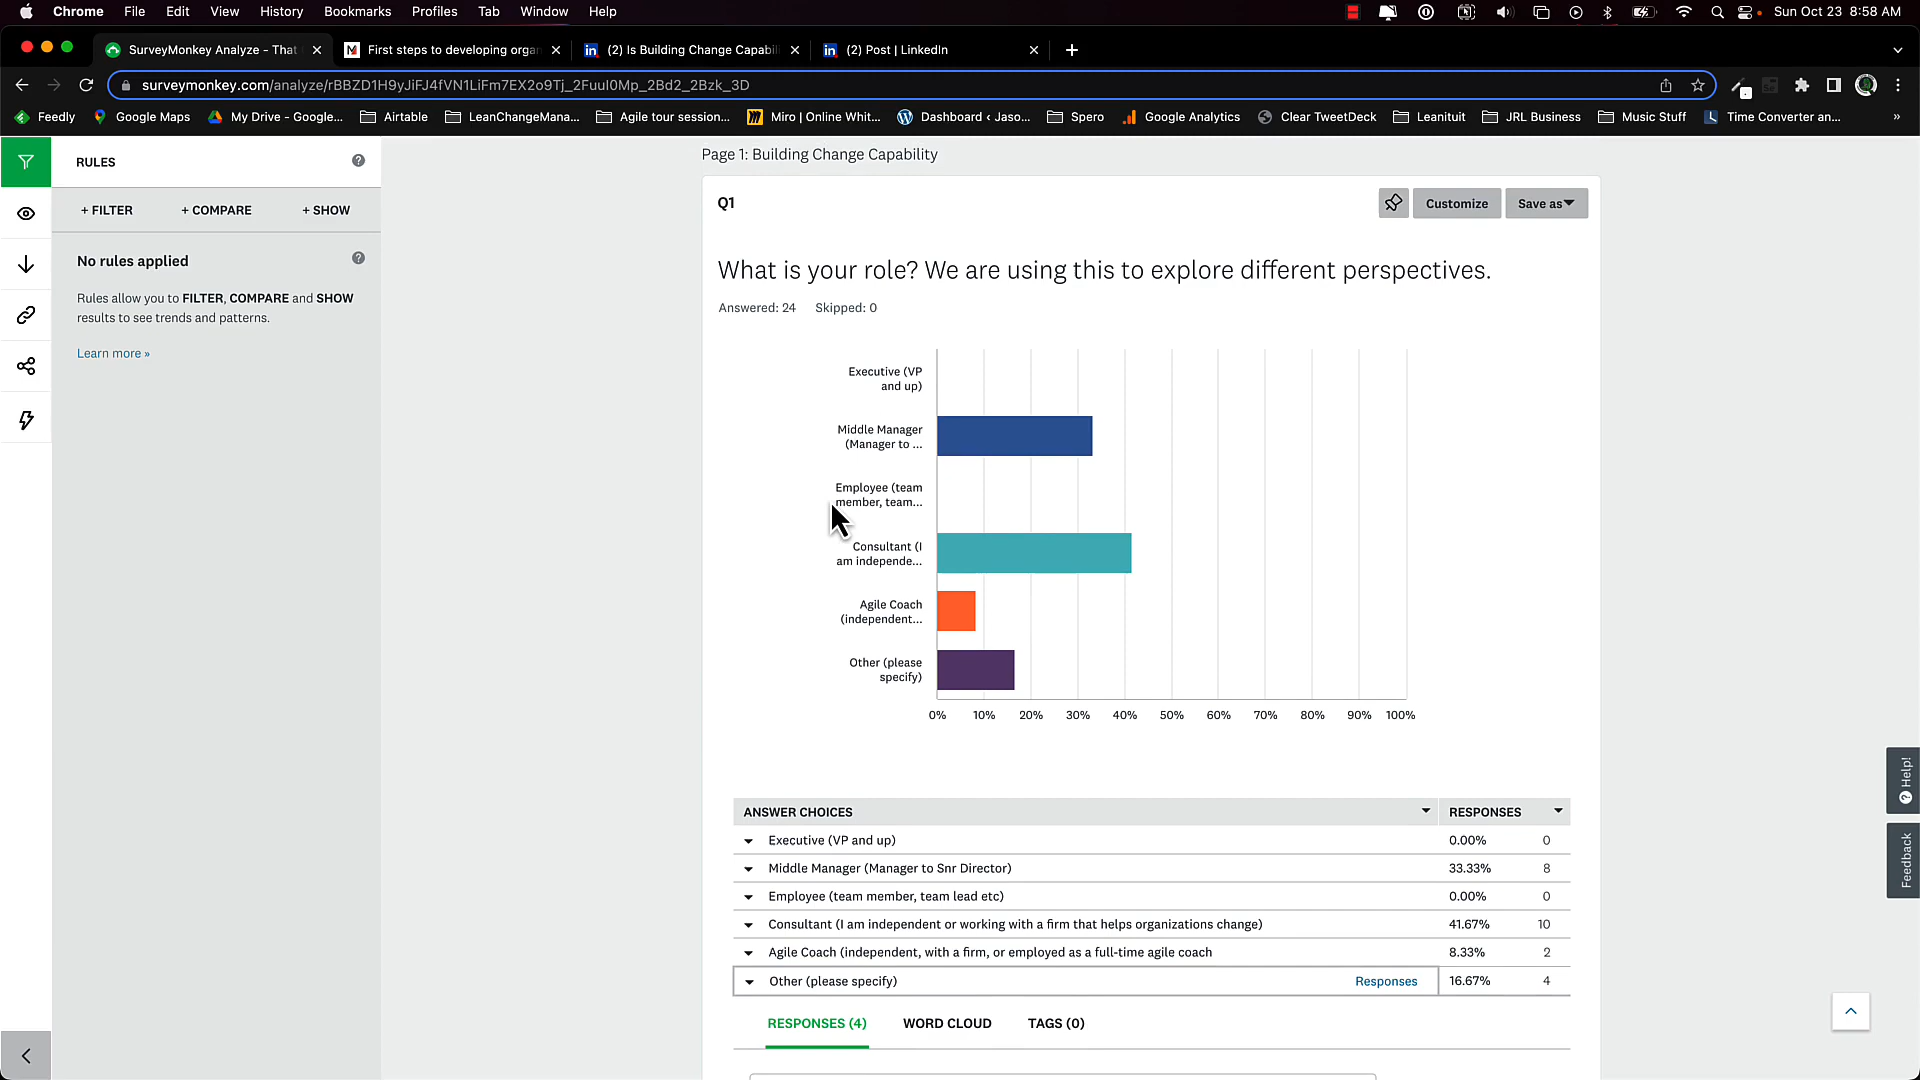 Chrome File Edit View History Bookmarks Profiles Tab Window Help Sun Oct 23 8:58 AM
SurveyMonkey Analyze - That First steps to developing organ (2) Is Building Change Capabili (2) Post | LinkedIn
surveymonkey.com/analyze/rBBZD1H9yJiFJ4fVN1LiFm7EX2o9Tj_2FuuI0Mp_2Bd2_2Bzk_3D
Feedly Google Maps My Drive - Google... Airtable LeanChangeMana... Agile tour session... Miro | Online Whit... Dashboard ‹ Jaso... Spero Google Analytics Clear TweetDeck Leanituit JRL Business Music Stuff Time Converter an... »
RULES
+ FILTER + COMPARE + SHOW
No rules applied
Rules allow you to FILTER, COMPARE and SHOW
results to see trends and patterns.
Learn more »
Page 1: Building Change Capability
Q1
Customize Save as
What is your role? We are using this to explore different perspectives.
Answered: 24 Skipped: 0
Executive (VP
and up)
Middle Manager
(Manager to ...
Employee (team
member, team...
Consultant (I
am independe...
Agile Coach
(independent...
Other (please
specify)
0% 10% 20% 30% 40% 50% 60% 70% 80% 90% 100%
ANSWER CHOICES RESPONSES
Executive (VP and up) 0.00% 0
Middle Manager (Manager to Snr Director) 33.33% 8
Employee (team member, team lead etc) 0.00% 0
Consultant (I am independent or working with a firm that helps organizations change) 41.67% 10
Agile Coach (independent, with a firm, or employed as a full-time agile coach 8.33% 2
Other (please specify) Responses 16.67% 4
RESPONSES (4) WORD CLOUD TAGS (0)
Help!
Feedback